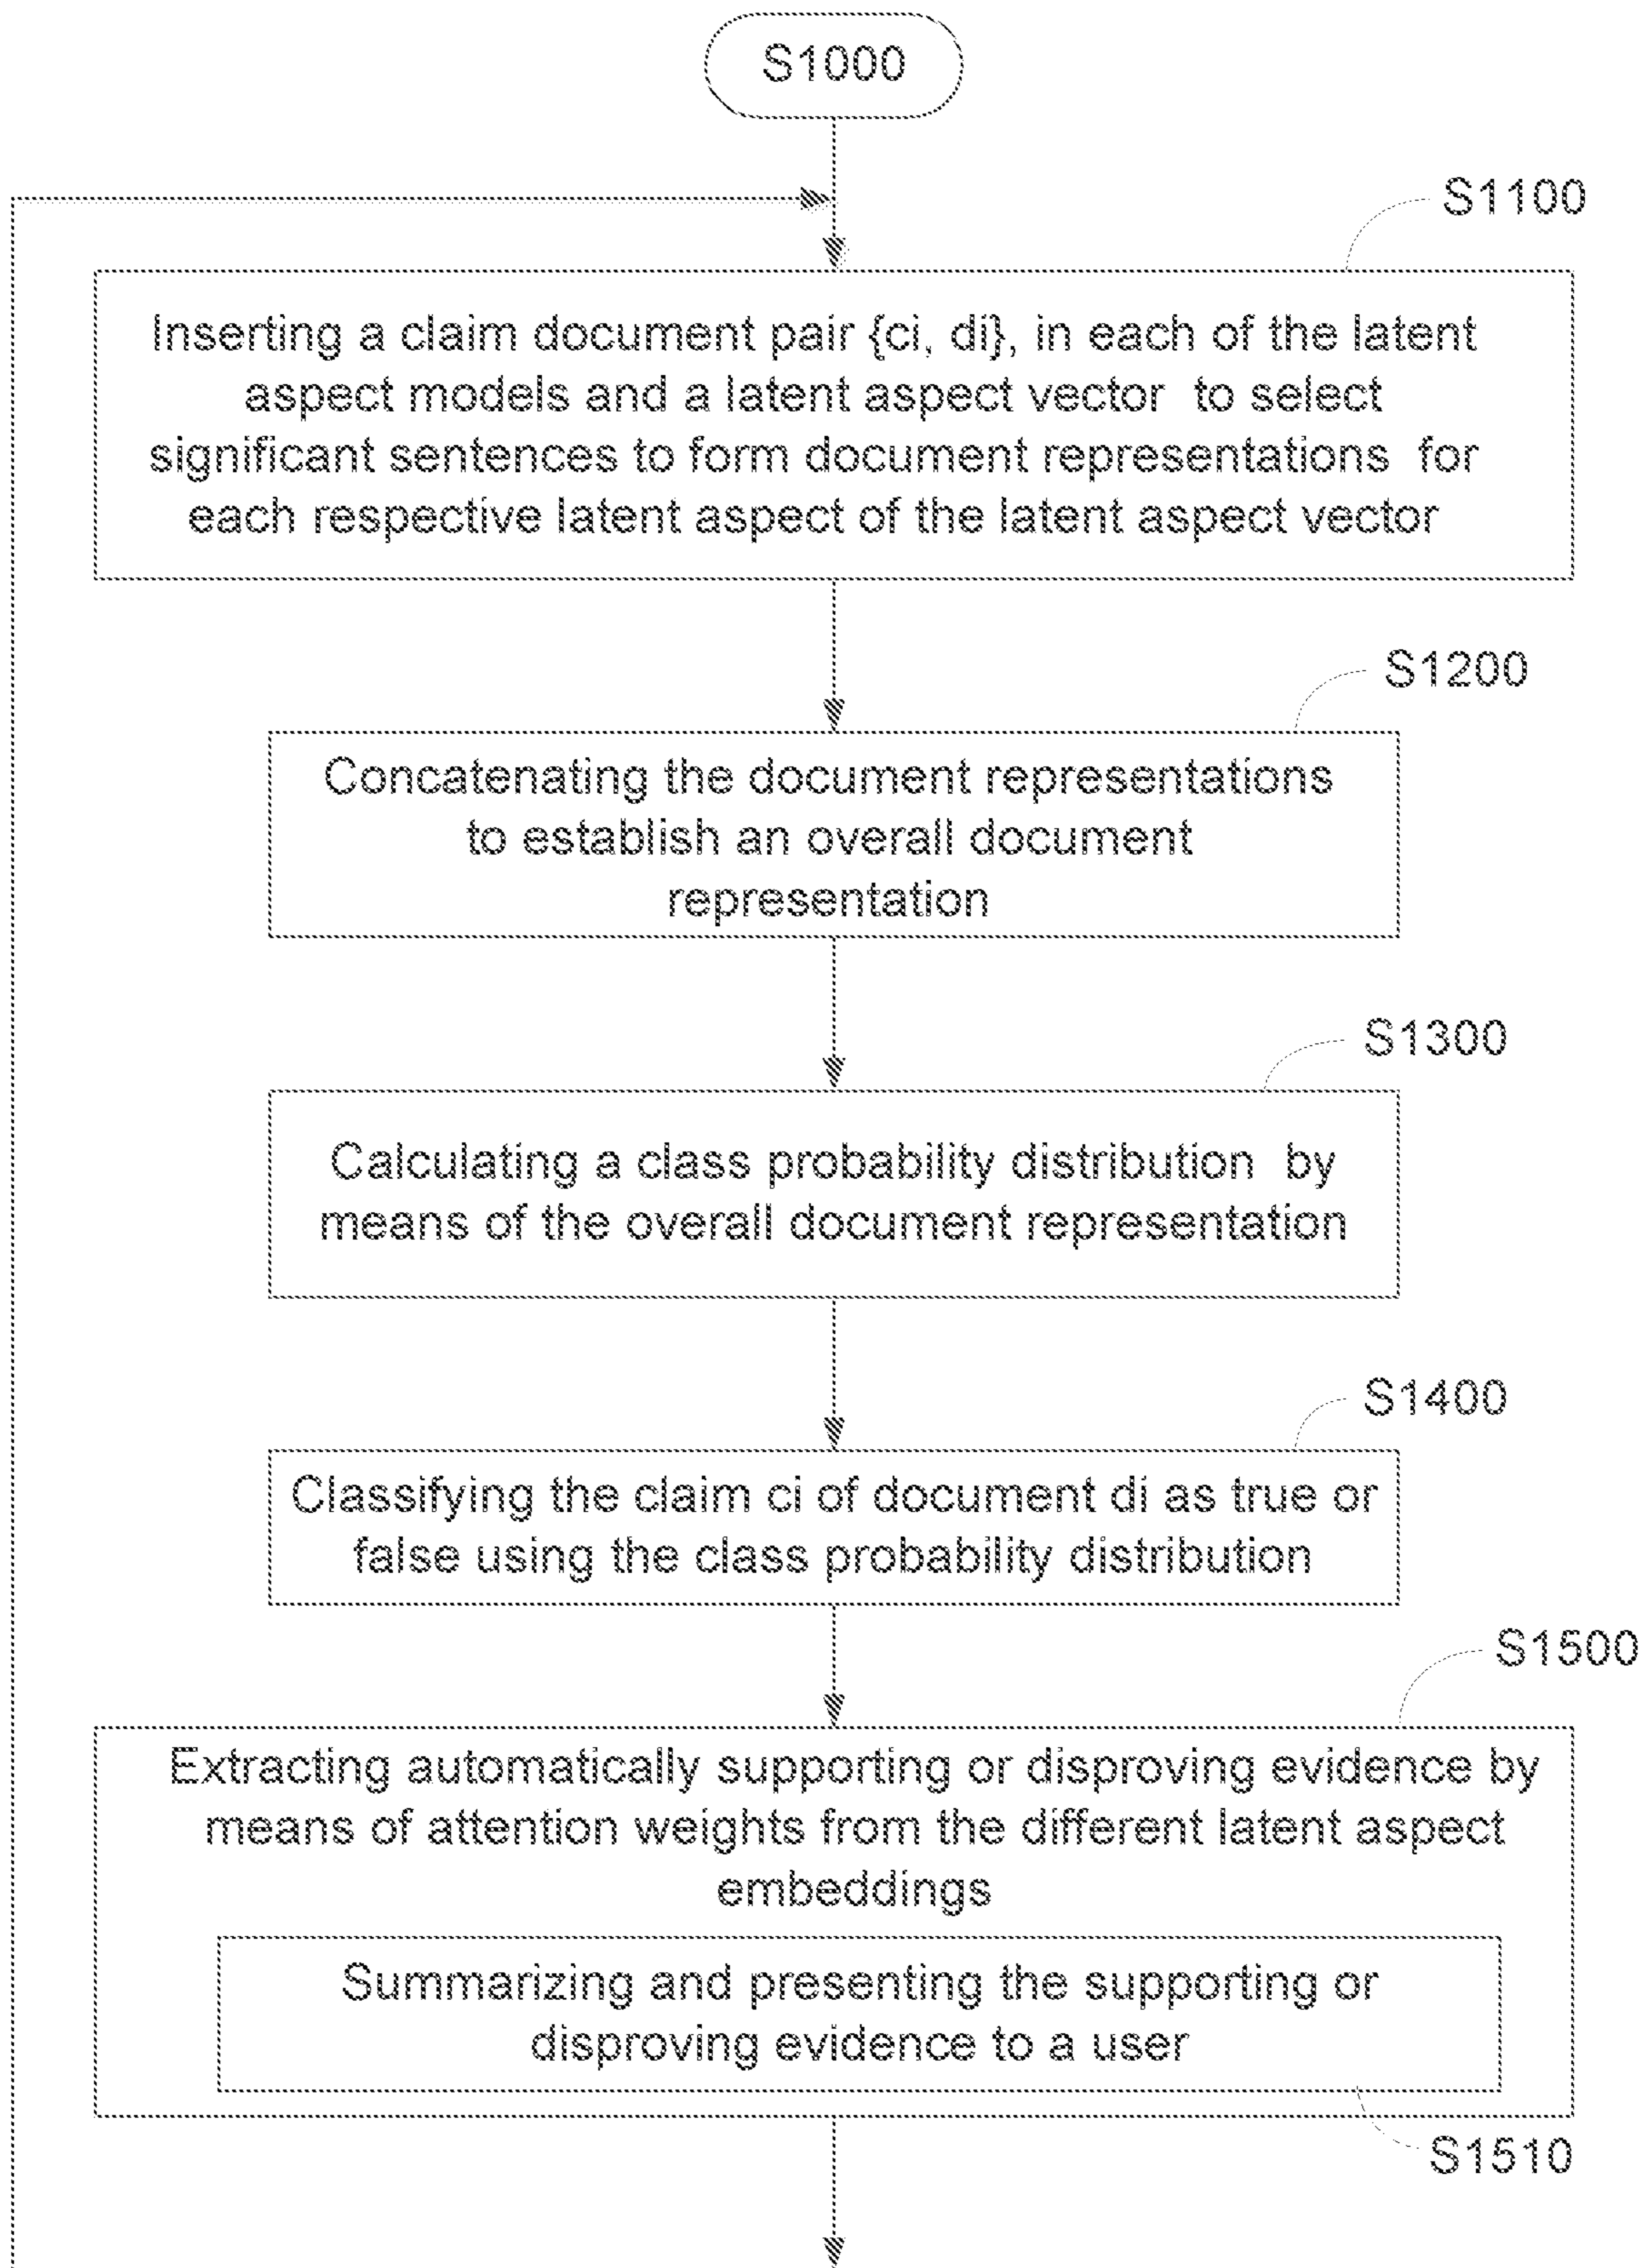 S1000
S1100
Inserting a claim document pair {ci, di}, in each of the latent
aspect models and a latent aspect vector to select
significant sentences to form document representations for
each respective latent aspect of the latent aspect vector
S1200
Concatenating the document representations
to establish an overall document
representation
S1300
Calculating a class probability distribution by
means of the overall document representation
S1400
Classifying the claim ci of document di as true or
false using the class probability distribution
S1500
Extracting automatically supporting or disproving evidence by
means of attention weights from the different latent aspect
embeddings
Summarizing and presenting the supporting or
disproving evidence to a user
S1510